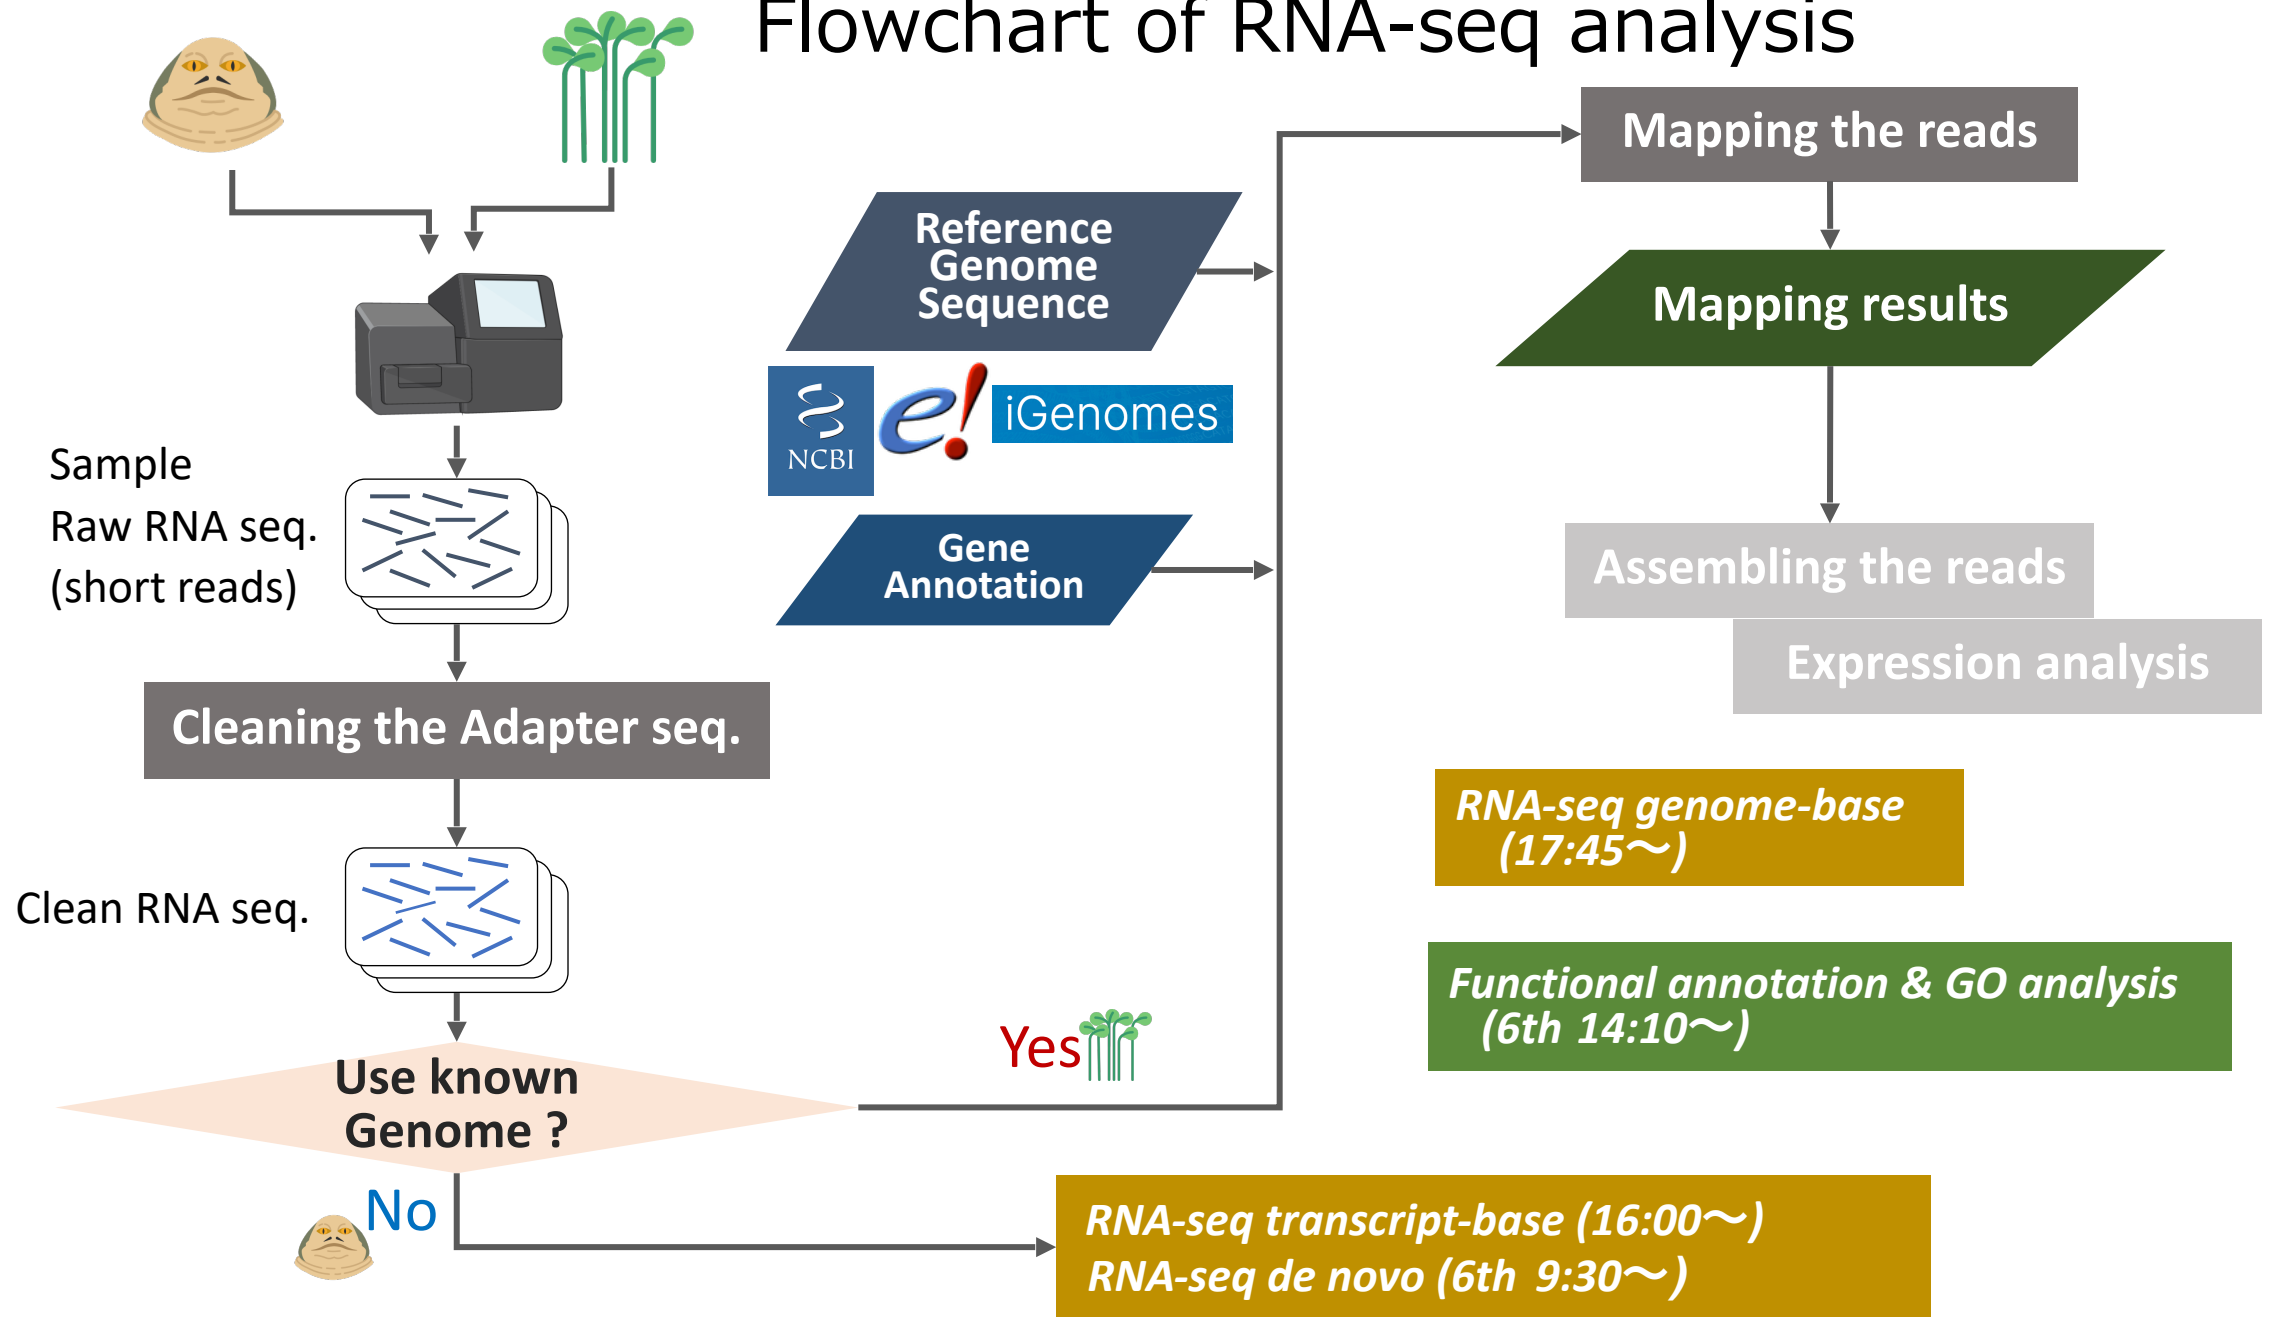 Flowchart of RNA-seq analysis
Sample
Raw RNA seq.
(short reads)
Cleaning the Adapter seq.
Clean RNA seq.
Use known
Genome ?
Yes
No
Reference
Genome
Sequence
NCBI
e!
iGenomes
Gene
Annotation
Mapping the reads
Mapping results
Assembling the reads
Expression analysis
RNA-seq genome-base
(17:45～)
Functional annotation & GO analysis
(6th 14:10～)
RNA-seq transcript-base (16:00～)
RNA-seq de novo (6th 9:30～)